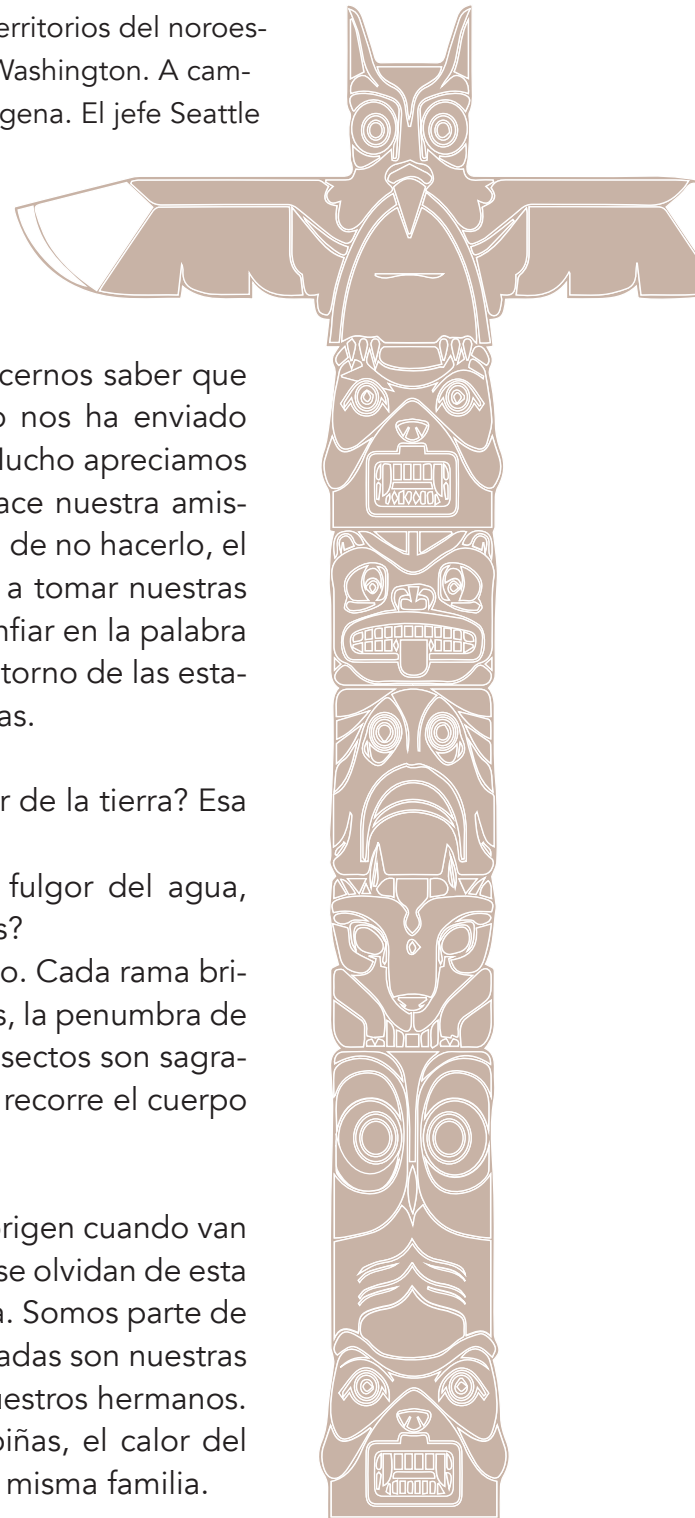 erritorios del noroes-
Washington. A cam-
gena. El jefe Seattle
cernos saber que
o nos ha enviado
Mucho apreciamos
ace nuestra amis-
de no hacerlo, el
a tomar nuestras
nfiar en la palabra
torno de las esta-
as.
r de la tierra? Esa
fulgor del agua,
s?
o. Cada rama bri-
s, la penumbra de
sectos son sagra-
recorre el cuerpo
rigen cuando van
se olvidan de esta
a. Somos parte de
adas son nuestras
uestros hermanos.
piñas, el calor del
misma familia.